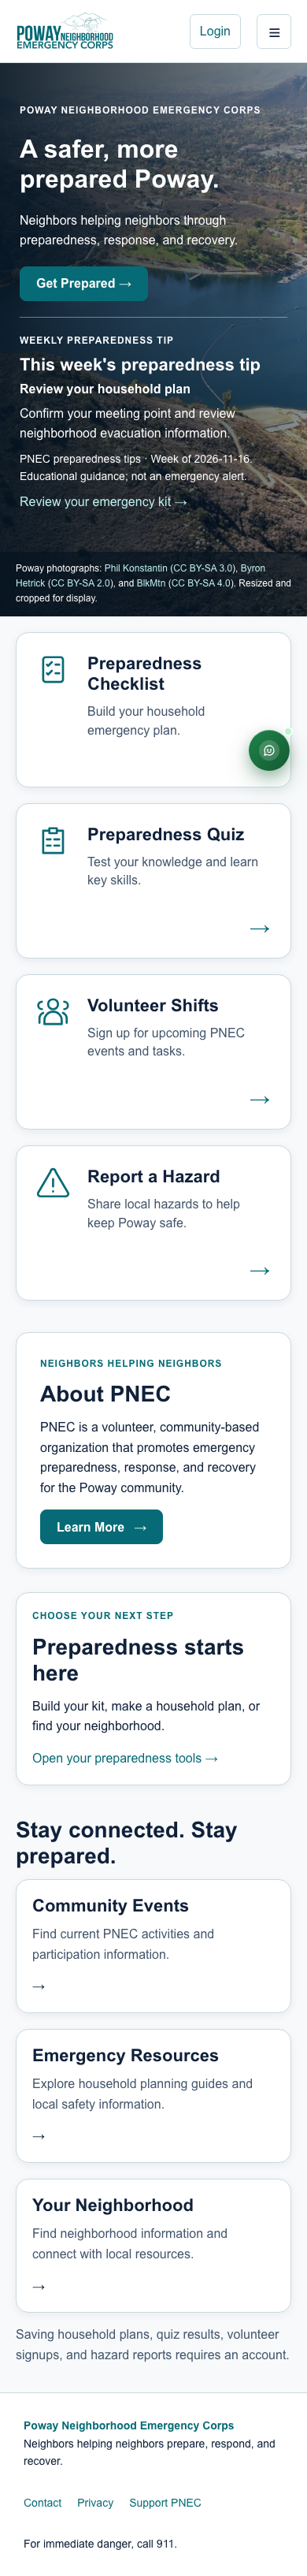 POWAY NEIGHBORHOOD
EMERGENCY CORPS
Login
POWAY NEIGHBORHOOD EMERGENCY CORPS
A safer, more
prepared Poway.
Neighbors helping neighbors through
preparedness, response, and recovery.
Get Prepared →
WEEKLY PREPAREDNESS TIP
This week's preparedness tip
Review your household plan
Confirm your meeting point and review
neighborhood evacuation information.
PNEC preparedness tips · Week of 2026-11-16.
Educational guidance; not an emergency alert.
Review your emergency kit →
Poway photographs: Phil Konstantin (CC BY-SA 3.0), Byron
Hetrick (CC BY-SA 2.0), and BlkMtn (CC BY-SA 4.0). Resized and
cropped for display.
Preparedness
Checklist
Build your household
emergency plan.
Preparedness Quiz
Test your knowledge and learn
key skills.
→
Volunteer Shifts
Sign up for upcoming PNEC
events and tasks.
→
Report a Hazard
Share local hazards to help
keep Poway safe.
→
NEIGHBORS HELPING NEIGHBORS
About PNEC
PNEC is a volunteer, community-based
organization that promotes emergency
preparedness, response, and recovery
for the Poway community.
Learn More →
CHOOSE YOUR NEXT STEP
Preparedness starts
here
Build your kit, make a household plan, or
find your neighborhood.
Open your preparedness tools →
Stay connected. Stay
prepared.
Community Events
Find current PNEC activities and
participation information.
→
Emergency Resources
Explore household planning guides and
local safety information.
→
Your Neighborhood
Find neighborhood information and
connect with local resources.
→
Saving household plans, quiz results, volunteer
signups, and hazard reports requires an account.
Poway Neighborhood Emergency Corps
Neighbors helping neighbors prepare, respond, and
recover.
Contact Privacy Support PNEC
For immediate danger, call 911.